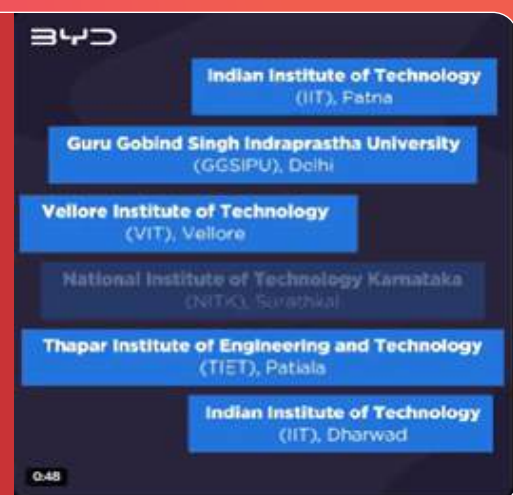 BYD
Indian Institute of Technology
(IIT), Patna
Guru Gobind Singh Indraprastha University
(GGSIPU), Delhi
Vellore Institute of Technology
(VIT), Vellore
National Institute of Technology Karnataka
(NITK), Surathkal
Thapar Institute of Engineering and Technology
(TIET), Patiala
Indian Institute of Technology
(IIT), Dharwad
0:48